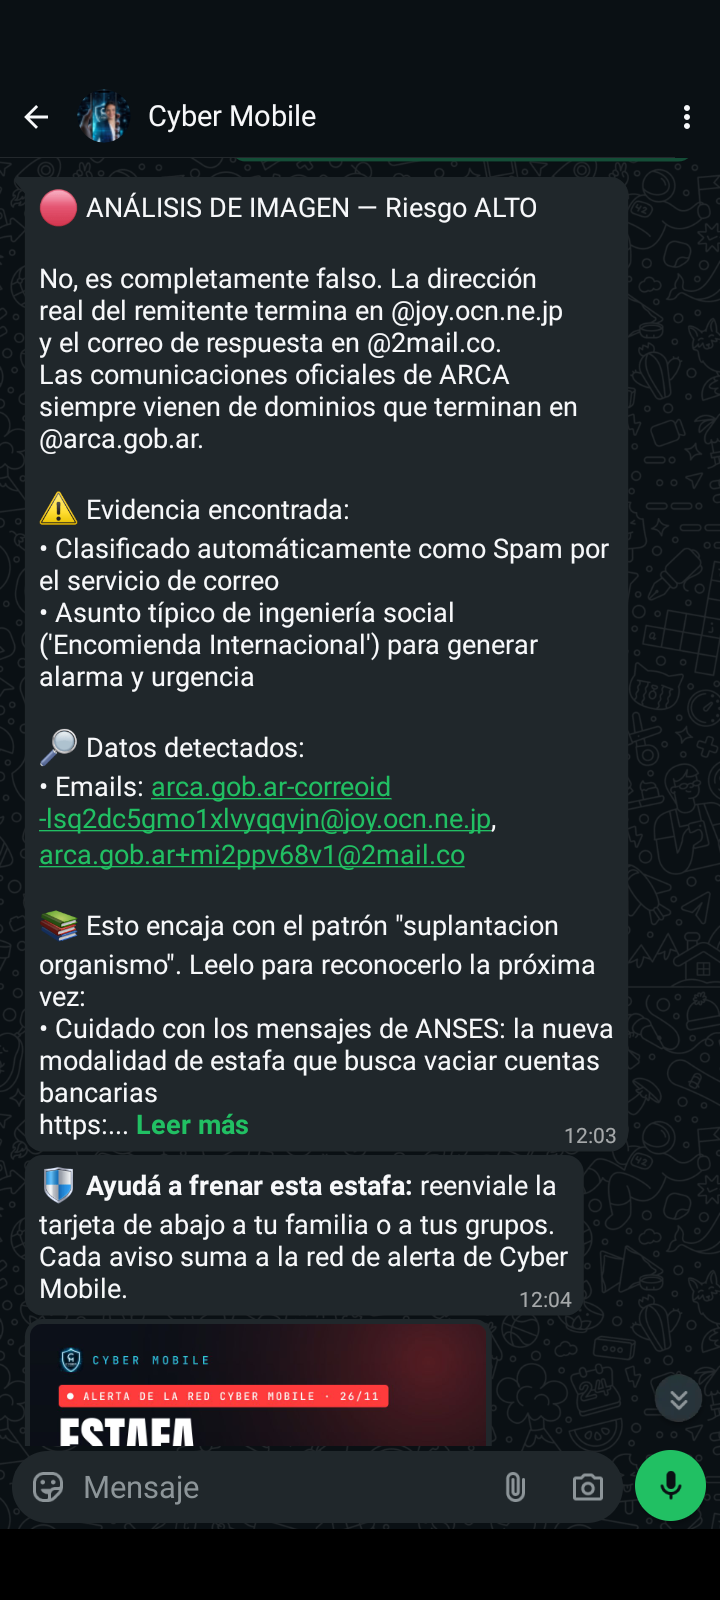 Cyber Mobile
🔴 ANÁLISIS DE IMAGEN — Riesgo ALTO
No, es completamente falso. La dirección
real del remitente termina en @joy.ocn.ne.jp
y el correo de respuesta en @2mail.co.
Las comunicaciones oficiales de ARCA
siempre vienen de dominios que terminan en
@arca.gob.ar.
⚠️ Evidencia encontrada:
• Clasificado automáticamente como Spam por
el servicio de correo
• Asunto típico de ingeniería social
('Encomienda Internacional') para generar
alarma y urgencia
🔎 Datos detectados:
• Emails: arca.gob.ar-correoid
-lsq2dc5gmo1xlvyqqvjn@joy.ocn.ne.jp,
arca.gob.ar+mi2ppv68v1@2mail.co
📚 Esto encaja con el patrón "suplantacion
organismo". Leelo para reconocerlo la próxima
vez:
• Cuidado con los mensajes de ANSES: la nueva
modalidad de estafa que busca vaciar cuentas
bancarias
https:... Leer más
12:03
🛡️ Ayudá a frenar esta estafa: reenviale la
tarjeta de abajo a tu familia o a tus grupos.
Cada aviso suma a la red de alerta de Cyber
Mobile.
12:04
CYBER MOBILE
● ALERTA DE LA RED CYBER MOBILE · 26/11
ESTAFA
Mensaje